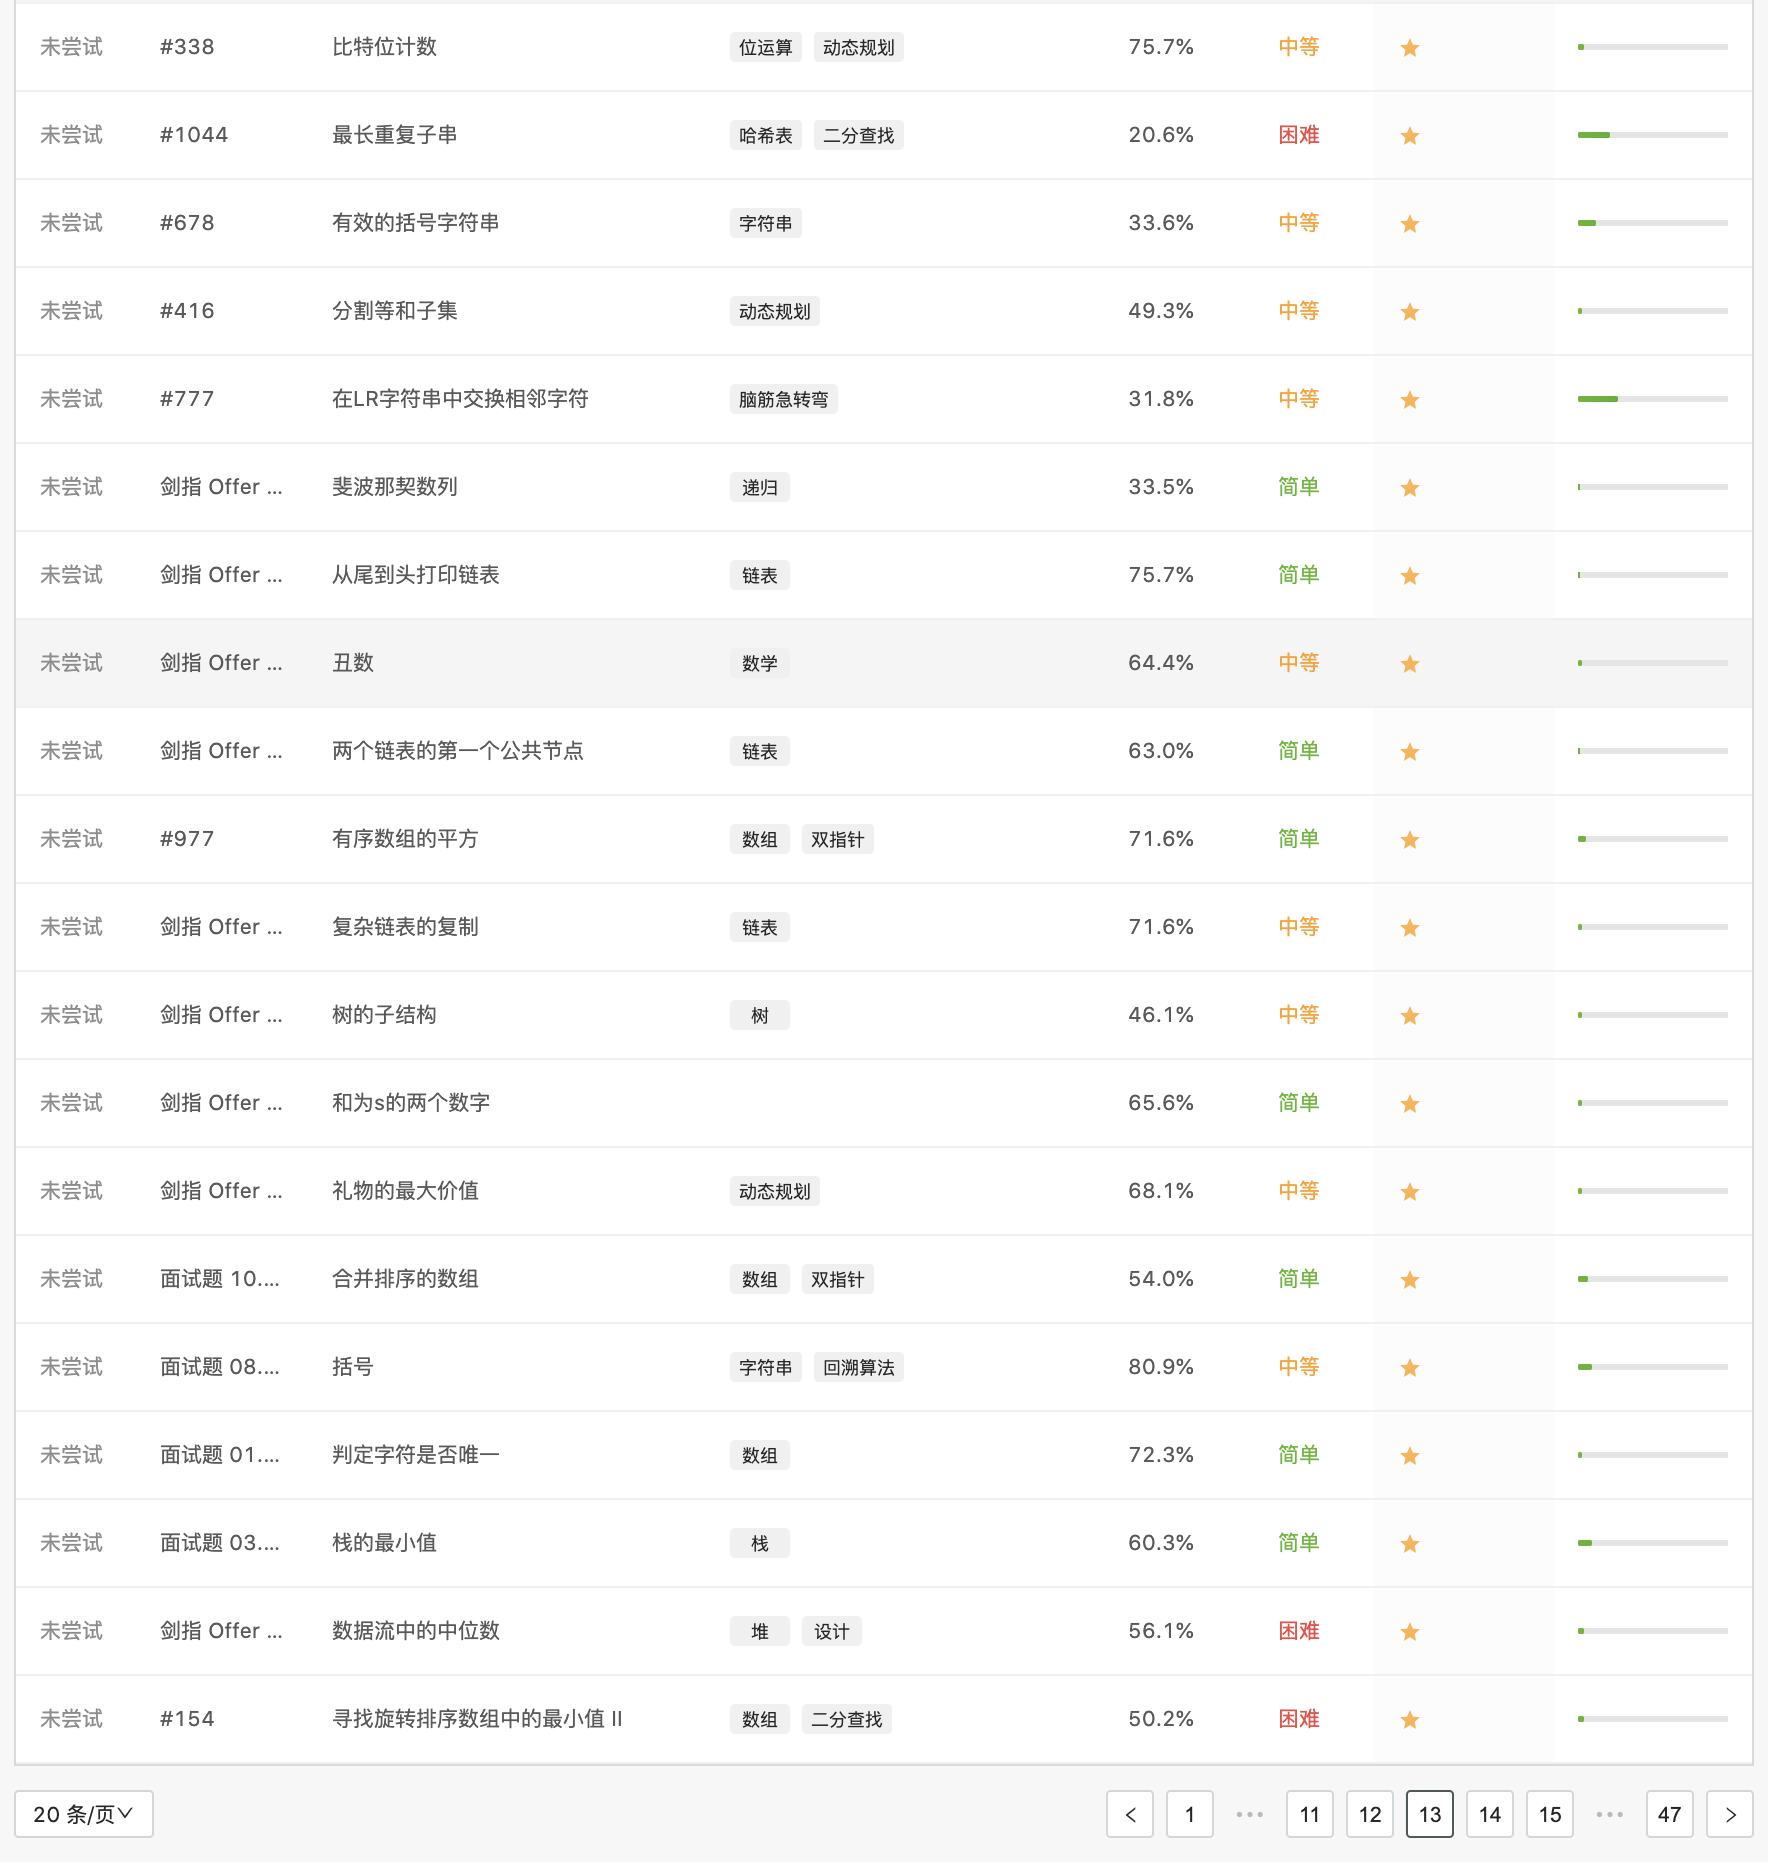 未尝试 #338 比特位计数 位运算 动态规划 75.7% 中等
未尝试 #1044 最长重复子串 哈希表 二分查找 20.6% 困难
未尝试 #678 有效的括号字符串 字符串 33.6% 中等
未尝试 #416 分割等和子集 动态规划 49.3% 中等
未尝试 #777 在LR字符串中交换相邻字符 脑筋急转弯 31.8% 中等
未尝试 剑指 Offer ... 斐波那契数列 递归 33.5% 简单
未尝试 剑指 Offer ... 从尾到头打印链表 链表 75.7% 简单
未尝试 剑指 Offer ... 丑数 数学 64.4% 中等
未尝试 剑指 Offer ... 两个链表的第一个公共节点 链表 63.0% 简单
未尝试 #977 有序数组的平方 数组 双指针 71.6% 简单
未尝试 剑指 Offer ... 复杂链表的复制 链表 71.6% 中等
未尝试 剑指 Offer ... 树的子结构 树 46.1% 中等
未尝试 剑指 Offer ... 和为s的两个数字 65.6% 简单
未尝试 剑指 Offer ... 礼物的最大价值 动态规划 68.1% 中等
未尝试 面试题 10.... 合并排序的数组 数组 双指针 54.0% 简单
未尝试 面试题 08.... 括号 字符串 回溯算法 80.9% 中等
未尝试 面试题 01.... 判定字符是否唯一 数组 72.3% 简单
未尝试 面试题 03.... 栈的最小值 栈 60.3% 简单
未尝试 剑指 Offer ... 数据流中的中位数 堆 设计 56.1% 困难
未尝试 #154 寻找旋转排序数组中的最小值 II 数组 二分查找 50.2% 困难
20 条/页 < 1 ••• 11 12 13 14 15 ••• 47 >